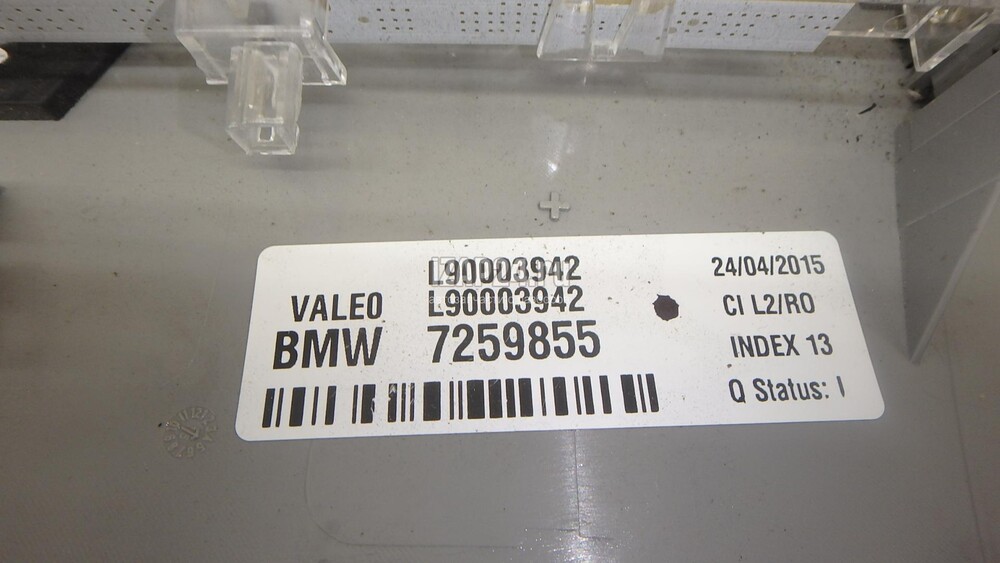 L90003942
24/04/2015
VALEO L90003942
CI L2/RO
BMW 7259855
INDEX 13
Q Status: I